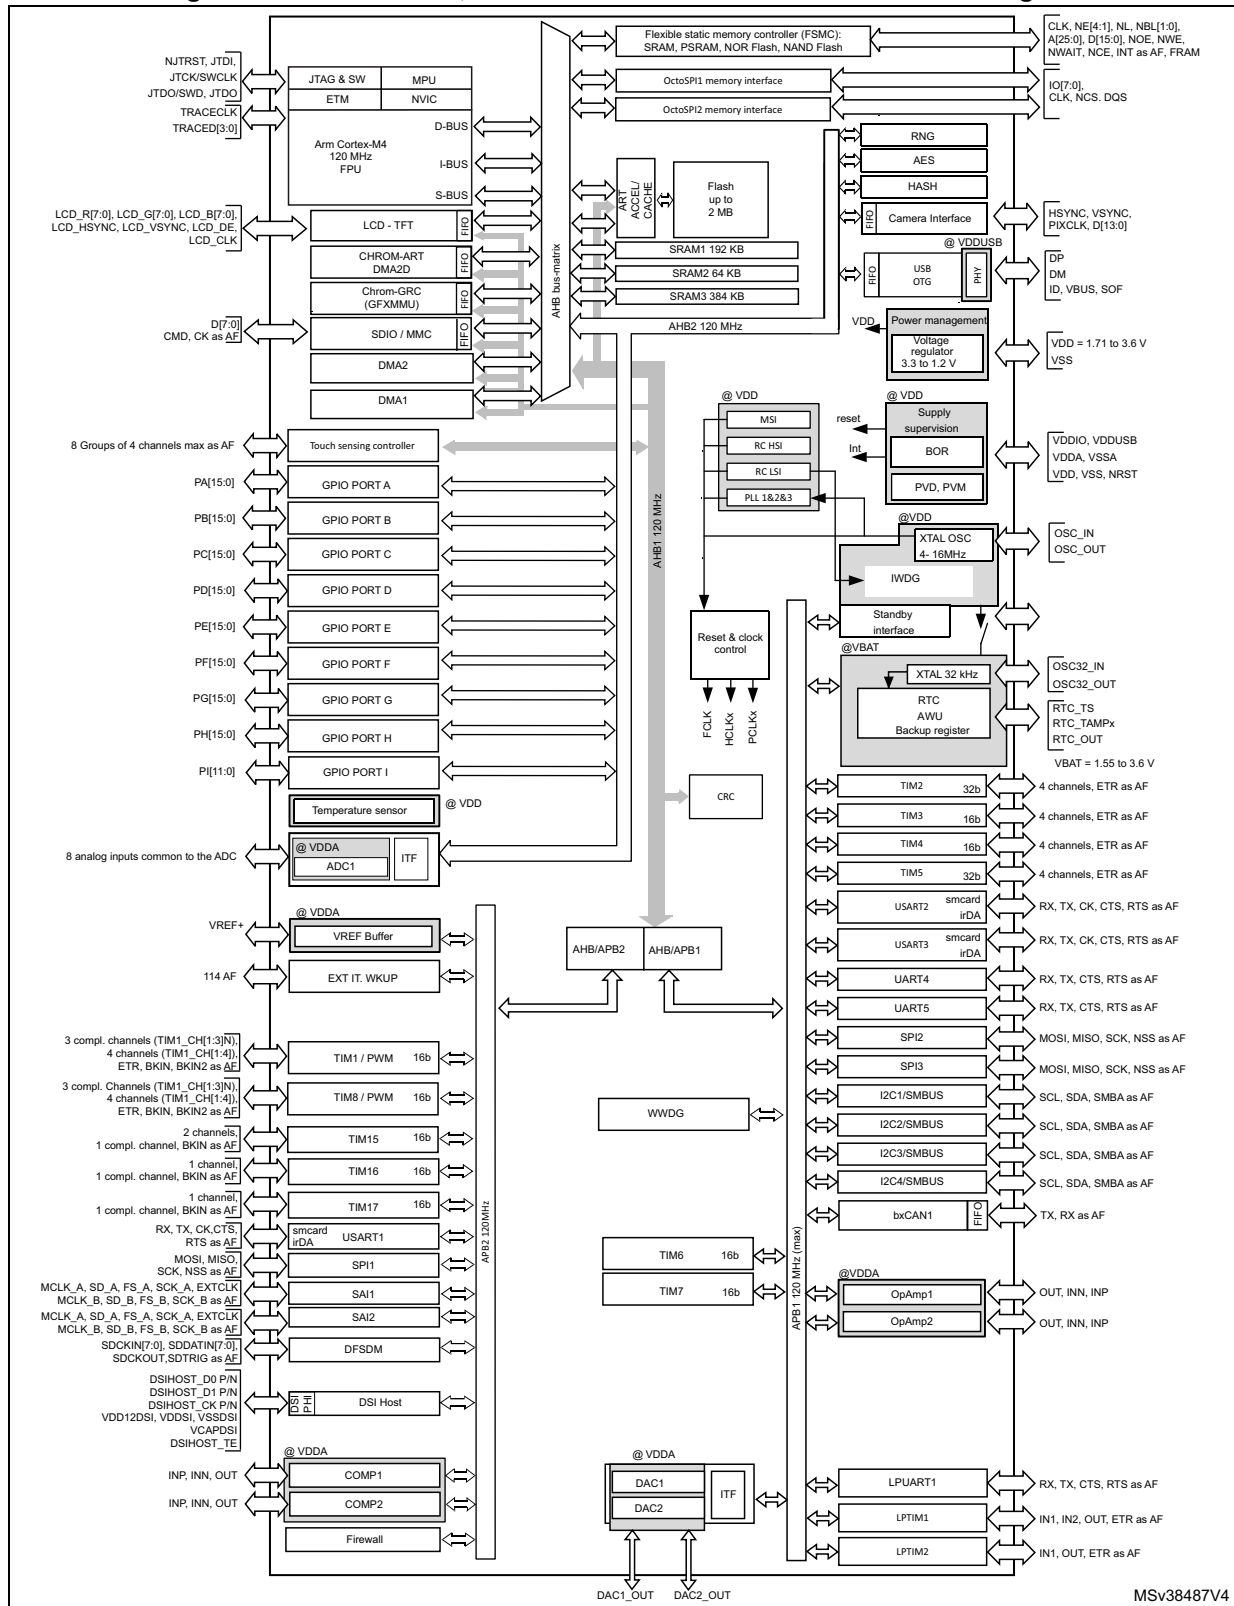 CLK, NE[4:1], NL, NBL[1:0],
A[25:0], D[15:0], NOE, NWE,
NWAIT, NCE, INT as AF, FRAM
Flexible static memory controller (FSMC):
SRAM, PSRAM, NOR Flash, NAND Flash
NJTRST, JTDI,
JTCK/SWCLK
JTDO/SWD, JTDO
TRACECLK
TRACED[3:0]
JTAG & SW
MPU
ETM
NVIC
Arm Cortex-M4
120 MHz
FPU
D-BUS
I-BUS
S-BUS
AHB bus-matrix
OctoSPI1 memory interface
OctoSPI2 memory interface
IO[7:0],
CLK, NCS. DQS
RNG
AES
HASH
FIFO
Camera Interface
HSYNC, VSYNC,
PIXCLK, D[13:0]
@ VDDUSB
FIFO
USB
OTG
PHY
DP
DM
ID, VBUS, SOF
ART
ACCEL/
CACHE
Flash
up to
2 MB
SRAM1 192 KB
SRAM2 64 KB
SRAM3 384 KB
AHB2 120 MHz
LCD_R[7:0], LCD_G[7:0], LCD_B[7:0],
LCD_HSYNC, LCD_VSYNC, LCD_DE,
LCD_CLK
LCD - TFT
FIFO
CHROM-ART
DMA2D
FIFO
Chrom-GRC
(GFXMMU)
FIFO
D[7:0]
CMD, CK as AF
SDIO / MMC
FIFO
DMA2
DMA1
VDD
Power management
Voltage
regulator
3.3 to 1.2 V
VDD = 1.71 to 3.6 V
VSS
@ VDD
MSI
RC HSI
RC LSI
PLL 1&2&3
@ VDD
reset
Int
Supply
supervision
BOR
PVD, PVM
VDDIO, VDDUSB
VDDA, VSSA
VDD, VSS, NRST
@VDD
XTAL OSC
4- 16MHz
IWDG
OSC_IN
OSC_OUT
Standby
interface
@VBAT
XTAL 32 kHz
RTC
AWU
Backup register
OSC32_IN
OSC32_OUT
RTC_TS
RTC_TAMPx
RTC_OUT
VBAT = 1.55 to 3.6 V
Reset & clock
control
FCLK
HCLKx
PCLKx
AHB1 120 MHz
CRC
8 Groups of 4 channels max as AF
Touch sensing controller
PA[15:0]
GPIO PORT A
PB[15:0]
GPIO PORT B
PC[15:0]
GPIO PORT C
PD[15:0]
GPIO PORT D
PE[15:0]
GPIO PORT E
PF[15:0]
GPIO PORT F
PG[15:0]
GPIO PORT G
PH[15:0]
GPIO PORT H
PI[11:0]
GPIO PORT I
Temperature sensor
@ VDD
8 analog inputs common to the ADC
@ VDDA
ADC1
ITF
@ VDDA
VREF+
VREF Buffer
114 AF
EXT IT. WKUP
AHB/APB2
AHB/APB1
3 compl. channels (TIM1_CH[1:3]N),
4 channels (TIM1_CH[1:4]),
ETR, BKIN, BKIN2 as AF
TIM1 / PWM
16b
3 compl. Channels (TIM1_CH[1:3]N),
4 channels (TIM1_CH[1:4]),
ETR, BKIN, BKIN2 as AF
TIM8 / PWM
16b
2 channels,
1 compl. channel, BKIN as AF
TIM15
16b
1 channel,
1 compl. channel, BKIN as AF
TIM16
16b
1 channel,
1 compl. channel, BKIN as AF
TIM17
16b
RX, TX, CK,CTS,
RTS as AF
smcard
irDA
USART1
MOSI, MISO,
SCK, NSS as AF
SPI1
MCLK_A, SD_A, FS_A, SCK_A, EXTCLK
MCLK_B, SD_B, FS_B, SCK_B as AF
SAI1
MCLK_A, SD_A, FS_A, SCK_A, EXTCLK
MCLK_B, SD_B, FS_B, SCK_B as AF
SAI2
SDCKIN[7:0], SDDATIN[7:0],
SDCKOUT,SDTRIG as AF
DFSDM
DSIHOST_D0 P/N
DSIHOST_D1 P/N
DSIHOST_CK P/N
VDD12DSI, VDDSI, VSSDSI
VCAPDSI
DSIHOST_TE
DSI
PHI
DSI Host
@ VDDA
INP, INN, OUT
COMP1
INP, INN, OUT
COMP2
Firewall
APB2 120MHz
WWDG
TIM6
16b
TIM7
16b
@ VDDA
DAC1
DAC2
ITF
DAC1_OUT
DAC2_OUT
APB1 120 MHz (max)
TIM2
32b
4 channels, ETR as AF
TIM3
16b
4 channels, ETR as AF
TIM4
16b
4 channels, ETR as AF
TIM5
32b
4 channels, ETR as AF
USART2
smcard
irDA
RX, TX, CK, CTS, RTS as AF
USART3
smcard
irDA
RX, TX, CK, CTS, RTS as AF
UART4
RX, TX, CTS, RTS as AF
UART5
RX, TX, CTS, RTS as AF
SPI2
MOSI, MISO, SCK, NSS as AF
SPI3
MOSI, MISO, SCK, NSS as AF
I2C1/SMBUS
SCL, SDA, SMBA as AF
I2C2/SMBUS
SCL, SDA, SMBA as AF
I2C3/SMBUS
SCL, SDA, SMBA as AF
I2C4/SMBUS
SCL, SDA, SMBA as AF
bxCAN1
FIFO
TX, RX as AF
@VDDA
OpAmp1
OUT, INN, INP
OpAmp2
OUT, INN, INP
LPUART1
RX, TX, CTS, RTS as AF
LPTIM1
IN1, IN2, OUT, ETR as AF
LPTIM2
IN1, OUT, ETR as AF
MSv38487V4